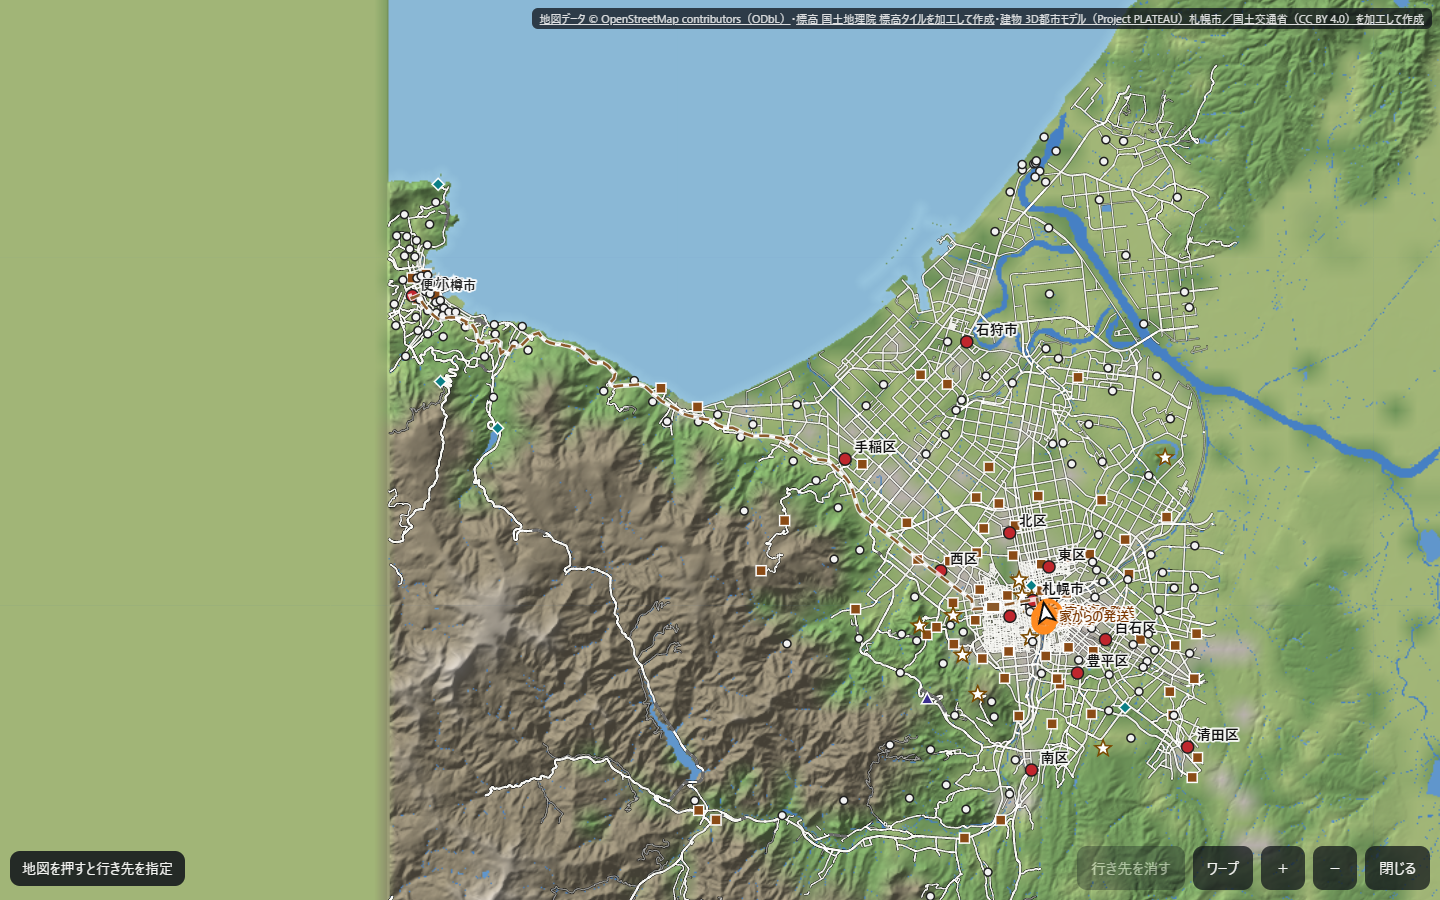 地図データ © OpenStreetMap contributors（ODbL）・標高 国土地理院 標高タイルを加工して作成・建物 3D都市モデル（Project PLATEAU）札幌市／国土交通省（CC BY 4.0）を加工して作成
小樽市
石狩市
手稲区
北区
東区
西区
札幌市
家からの発送
白石区
豊平区
清田区
南区
地図を押すと行き先を指定
行き先を消す
ワープ
+
−
閉じる